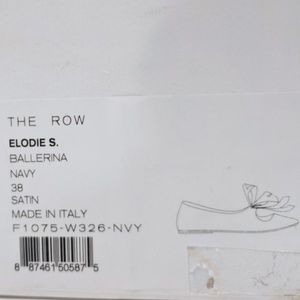 THE ROW
ELODIE S.
BALLERINA
NAVY
38
SATIN
MADE IN ITALY
F1075-W326-NVY
8 87461 50587 5